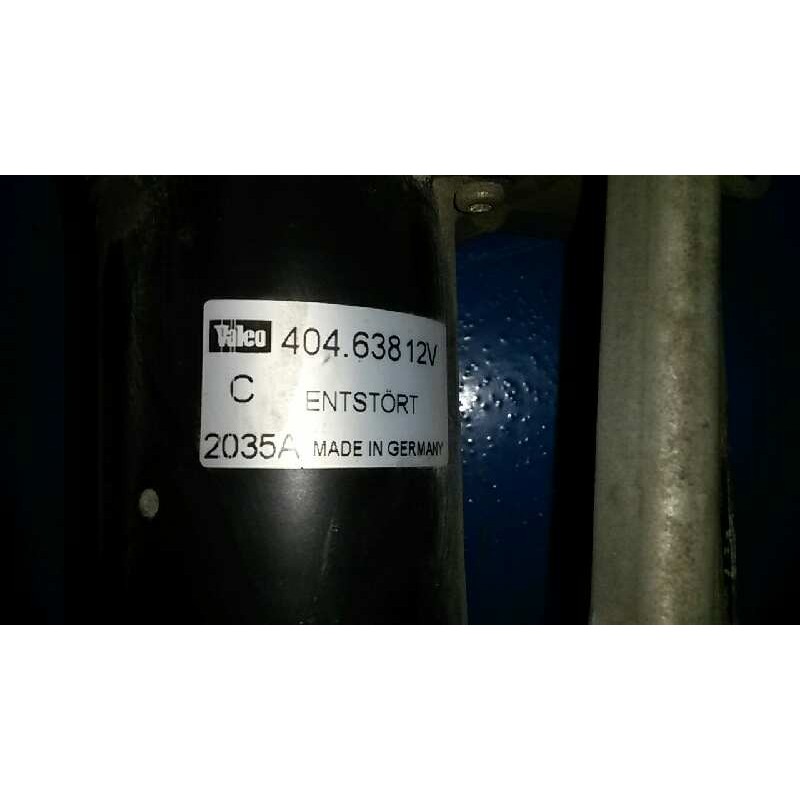 Valeo 404.638 12V
C ENTSTÖRT
2035A MADE IN GERMANY